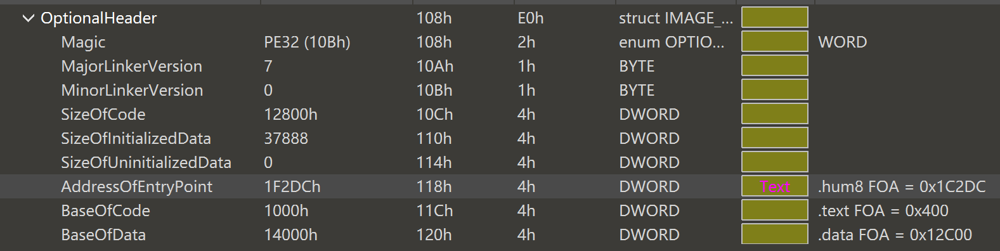 OptionalHeader 108h E0h struct IMAGE_...
Magic PE32 (10Bh) 108h 2h enum OPTIO... WORD
MajorLinkerVersion 7 10Ah 1h BYTE
MinorLinkerVersion 0 10Bh 1h BYTE
SizeOfCode 12800h 10Ch 4h DWORD
SizeOfInitializedData 37888 110h 4h DWORD
SizeOfUninitializedData 0 114h 4h DWORD
AddressOfEntryPoint 1F2DCh 118h 4h DWORD Text .hum8 FOA = 0x1C2DC
BaseOfCode 1000h 11Ch 4h DWORD .text FOA = 0x400
BaseOfData 14000h 120h 4h DWORD .data FOA = 0x12C00